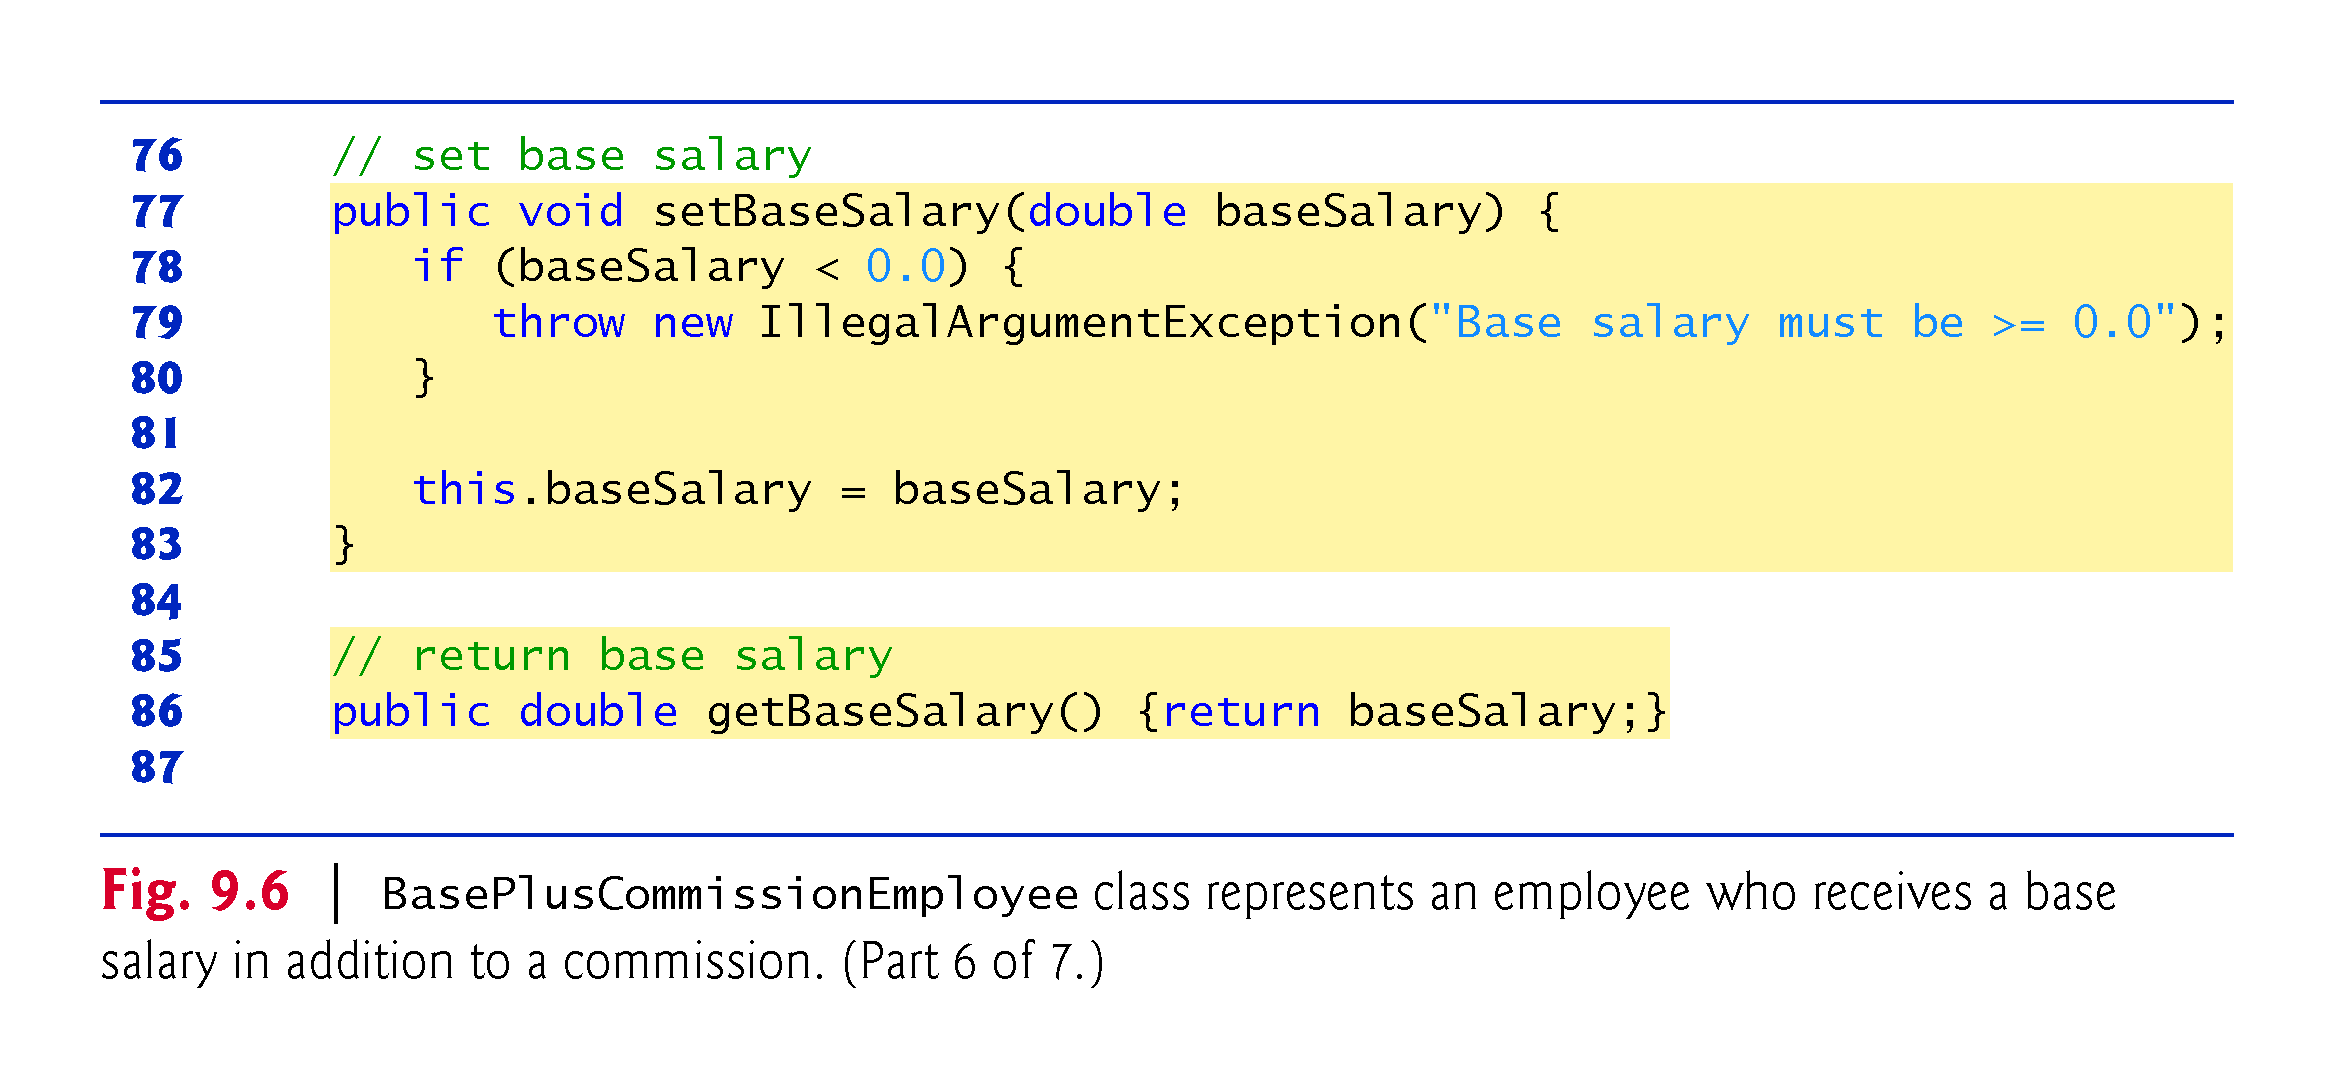 76 // set base salary
77 public void setBaseSalary(double baseSalary) {
78 if (baseSalary < 0.0) {
79 throw new IllegalArgumentException("Base salary must be >= 0.0");
80 }
81
82 this.baseSalary = baseSalary;
83 }
84
85 // return base salary
86 public double getBaseSalary() {return baseSalary;}
87
Fig. 9.6 | BasePlusCommissionEmployee class represents an employee who receives a base
salary in addition to a commission. (Part 6 of 7.)